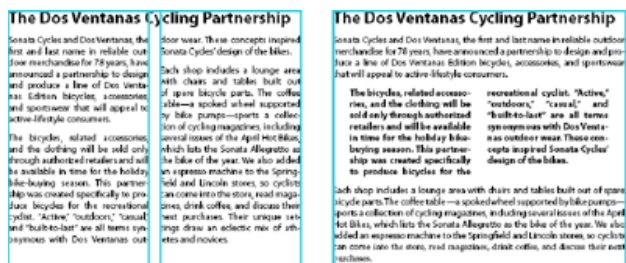 The Dos Ventanas Cycling Partnership
Sonata Cycles and Dos Ventanas, the
first and last name in reliable out-
door merchandise for 78 years, have
announced a partnership to design
and produce a line of Dos Venta-
nas Edition bicycles, accessories,
and sportswear that will appeal to
active-lifestyle consumers.
The bicycles, related accessories,
and the clothing will be sold only
through authorized retailers and will
be available in time for the holiday
bike-buying season. This partner-
ship was created specifically to pro-
duce bicycles for the recreational
cyclist. "Active," "outdoors," "casual,"
and "built-to-last" are all terms syn-
onymous with Dos Ventanas out-
door wear. These concepts inspired
Sonata Cycles' design of the bikes.
Each shop includes a lounge area
with chairs and tables built out
of spare bicycle parts. The coffee
table—a spoked wheel supported
by bike pumps—sports a collec-
tion of cycling magazines, including
several issues of the April Hot Bikes,
which lists the Sonata Allegretto as
the bike of the year. We also added
an espresso machine to the Spring-
field and Lincoln stores, so cyclists
can come into the store, read maga-
zines, drink coffee, and discuss their
next purchases. Their unique set-
tings draw an eclectic mix of ath-
letes and novices.
The Dos Ventanas Cycling Partnership
Sonata Cycles and Dos Ventanas, the first and last name in reliable outdoor
merchandise for 78 years, have announced a partnership to design and pro-
duce a line of Dos Ventanas Edition bicycles, accessories, and sportswear
that will appeal to active-lifestyle consumers.
The bicycles, related accesso-
ries, and the clothing will be
sold only through authorized
retailers and will be available
in time for the holiday bike-
buying season. This partner-
ship was created specifically
to produce bicycles for the
recreational cyclist. "Active,"
"outdoors," "casual," and
"built-to-last" are all terms
synonymous with Dos Venta-
nas outdoor wear. These con-
cepts inspired Sonata Cycles'
design of the bikes.
Each shop includes a lounge area with chairs and tables built out of spare
bicycle parts. The coffee table—a spoked wheel supported by bike pumps—
sports a collection of cycling magazines, including several issues of the April
Hot Bikes, which lists the Sonata Allegretto as the bike of the year. We also
added an espresso machine to the Springfield and Lincoln stores, so cyclists
can come into the store, read magazines, drink coffee, and discuss their next
purchases.